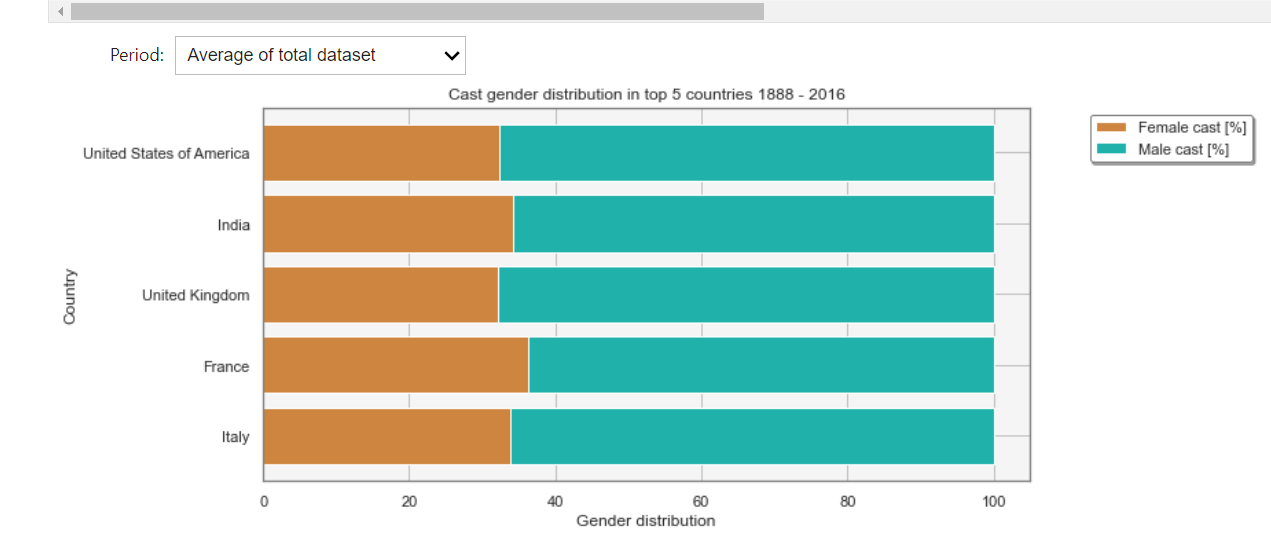 Period: Average of total dataset
Cast gender distribution in top 5 countries 1888 - 2016
Female cast [%]
Male cast [%]
Country
United States of America
India
United Kingdom
France
Italy
0 20 40 60 80 100
Gender distribution